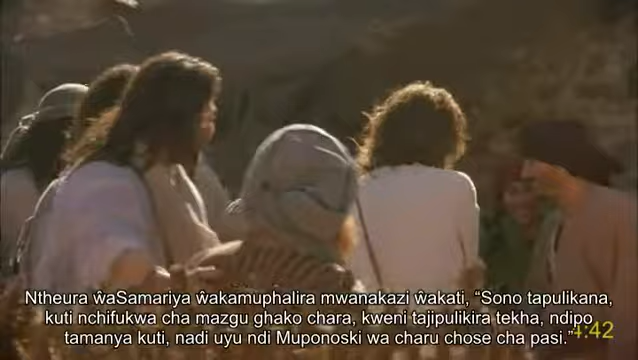 Ntheura ŵaSamariya ŵakamuphalira mwanakazi ŵakati, “Sono tapulikana,
kuti nchifukwa cha mazgu ghako chara, kweni tajipulikira tekha, ndipo
tamanya kuti, nadi uyu ndi Muponoski wa charu chose cha pasi.”
4:42